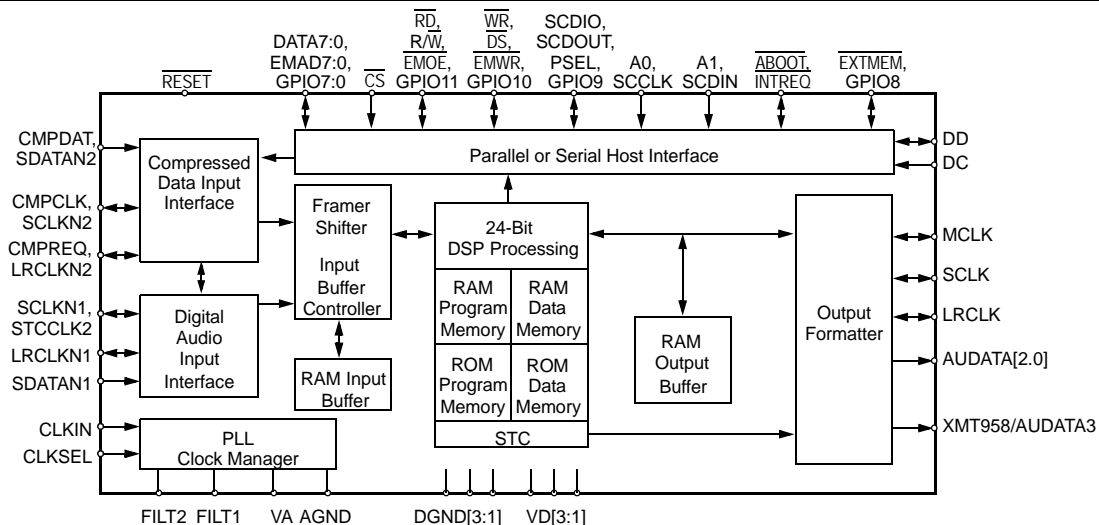 RD,
R/W,
EMOE,
GPIO11
WR,
DS,
EMWR,
GPIO10
SCDIO,
SCDOUT,
PSEL,
GPIO9
DATA7:0,
EMAD7:0,
GPIO7:0
RESET
CS
A0,
SCCLK
A1,
SCDIN
ABOOT,
INTREQ
EXTMEM,
GPIO8
CMPDAT,
SDATAN2
CMPCLK,
SCLKN2
CMPREQ,
LRCLKN2
SCLKN1,
STCCLK2
LRCLKN1
SDATAN1
CLKIN
CLKSEL
Compressed
Data Input
Interface
Digital
Audio
Input
Interface
PLL
Clock Manager
Framer
Shifter
Input
Buffer
Controller
RAM Input
Buffer
Parallel or Serial Host Interface
24-Bit
DSP Processing
RAM
Program
Memory
RAM
Data
Memory
ROM
Program
Memory
ROM
Data
Memory
STC
RAM
Output
Buffer
Output
Formatter
DD
DC
MCLK
SCLK
LRCLK
AUDATA[2.0]
XMT958/AUDATA3
FILT2 FILT1 VA AGND DGND[3:1] VD[3:1]